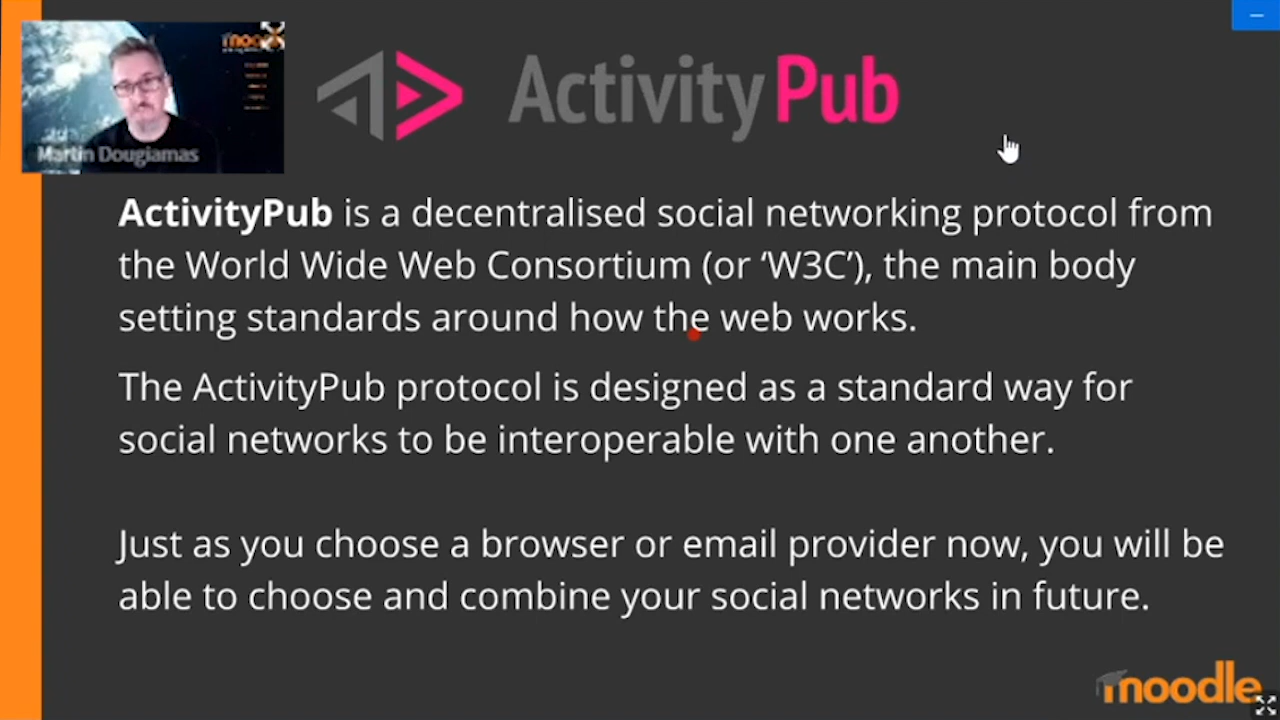 moodle
Martin Dougiamas
ActivityPub
ActivityPub is a decentralised social networking protocol from
the World Wide Web Consortium (or ‘W3C’), the main body
setting standards around how the web works.
The ActivityPub protocol is designed as a standard way for
social networks to be interoperable with one another.
Just as you choose a browser or email provider now, you will be
able to choose and combine your social networks in future.
moodle